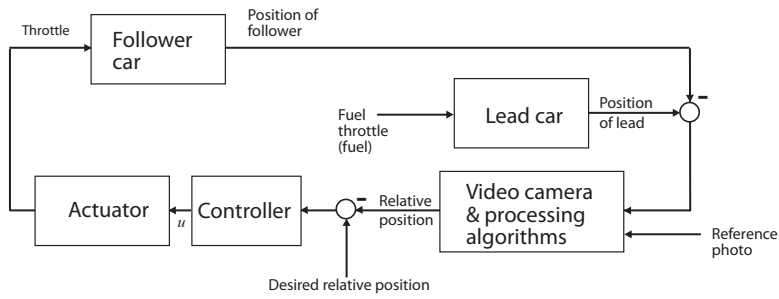 Throttle
Follower
car
Position of
follower
Fuel
throttle
(fuel)
Lead car
Position
of lead
Actuator
u
Controller
Relative
position
Video camera
& processing
algorithms
Reference
photo
Desired relative position